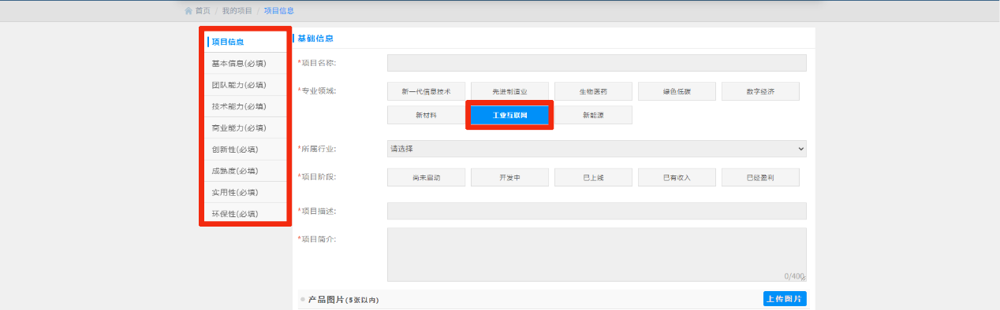 首页 / 我的项目 / 项目信息
项目信息
基本信息(必填)
团队能力(必填)
技术能力(必填)
商业能力(必填)
创新性(必填)
成熟度(必填)
实用性(必填)
环保性(必填)
基础信息
*项目名称:
*专业领域:
新一代信息技术 先进制造业 生物医药 绿色低碳 数字经济
新材料 工业互联网 新能源
*所属行业:
请选择
*项目阶段:
尚未启动 开发中 已上线 已有收入 已经盈利
*项目描述:
*项目简介:
0/400
产品图片(5张以内)
上传图片